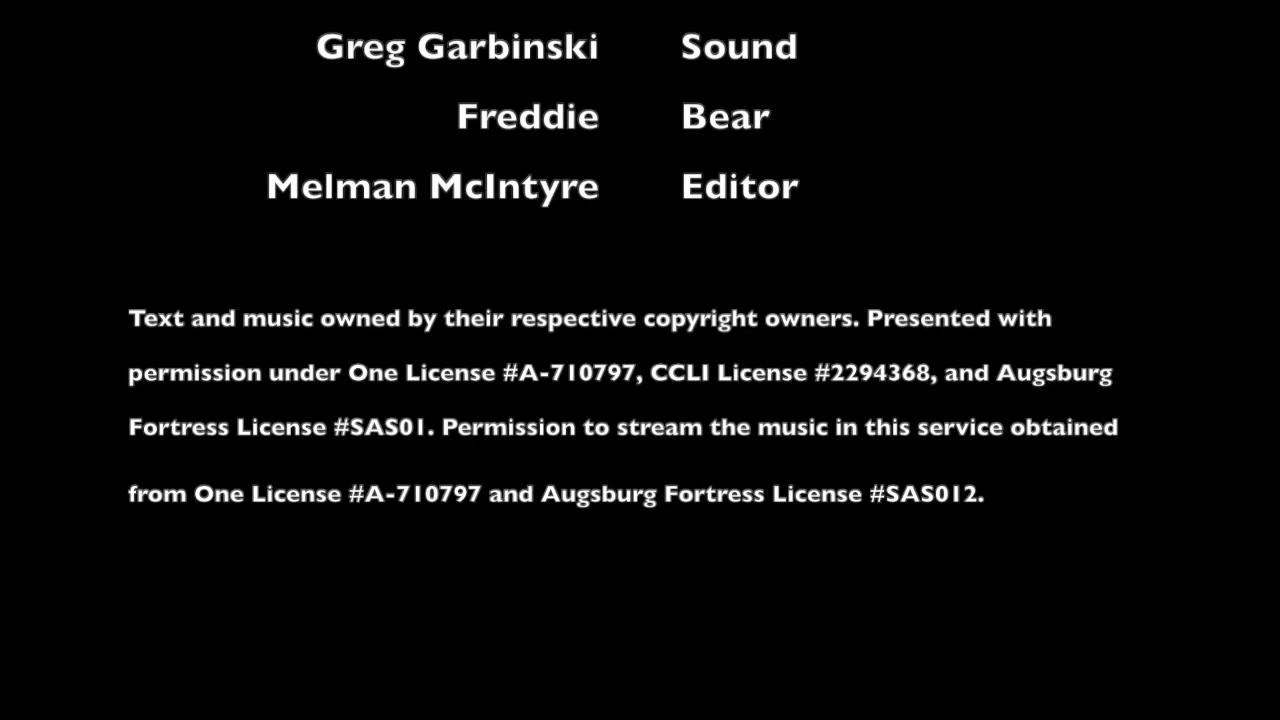 Greg Garbinski Sound
Freddie Bear
Melman McIntyre Editor
Text and music owned by their respective copyright owners. Presented with
permission under One License #A-710797, CCLI License #2294368, and Augsburg
Fortress License #SAS01. Permission to stream the music in this service obtained
from One License #A-710797 and Augsburg Fortress License #SAS012.